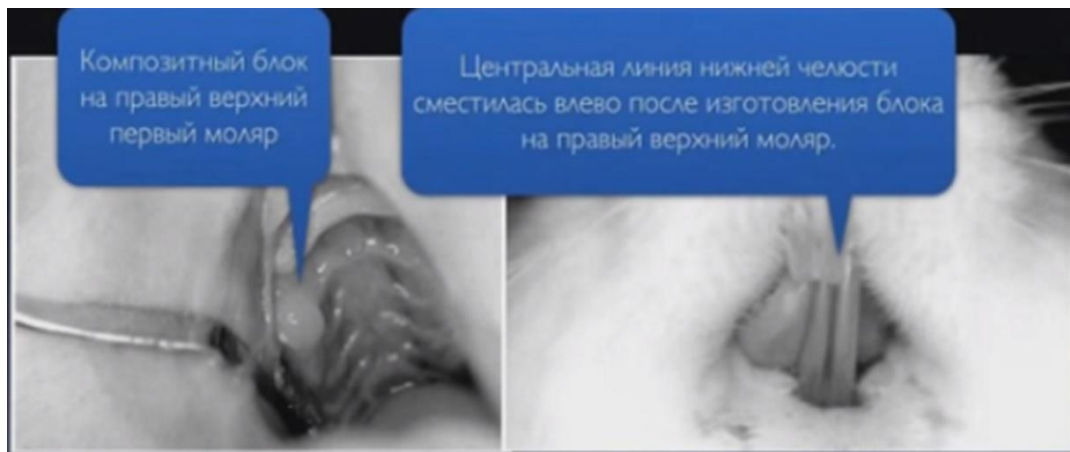 Композитный блок
на правый верхний
первый моляр
Центральная линия нижней челюсти
сместилась влево после изготовления блока
на правый верхний моляр.